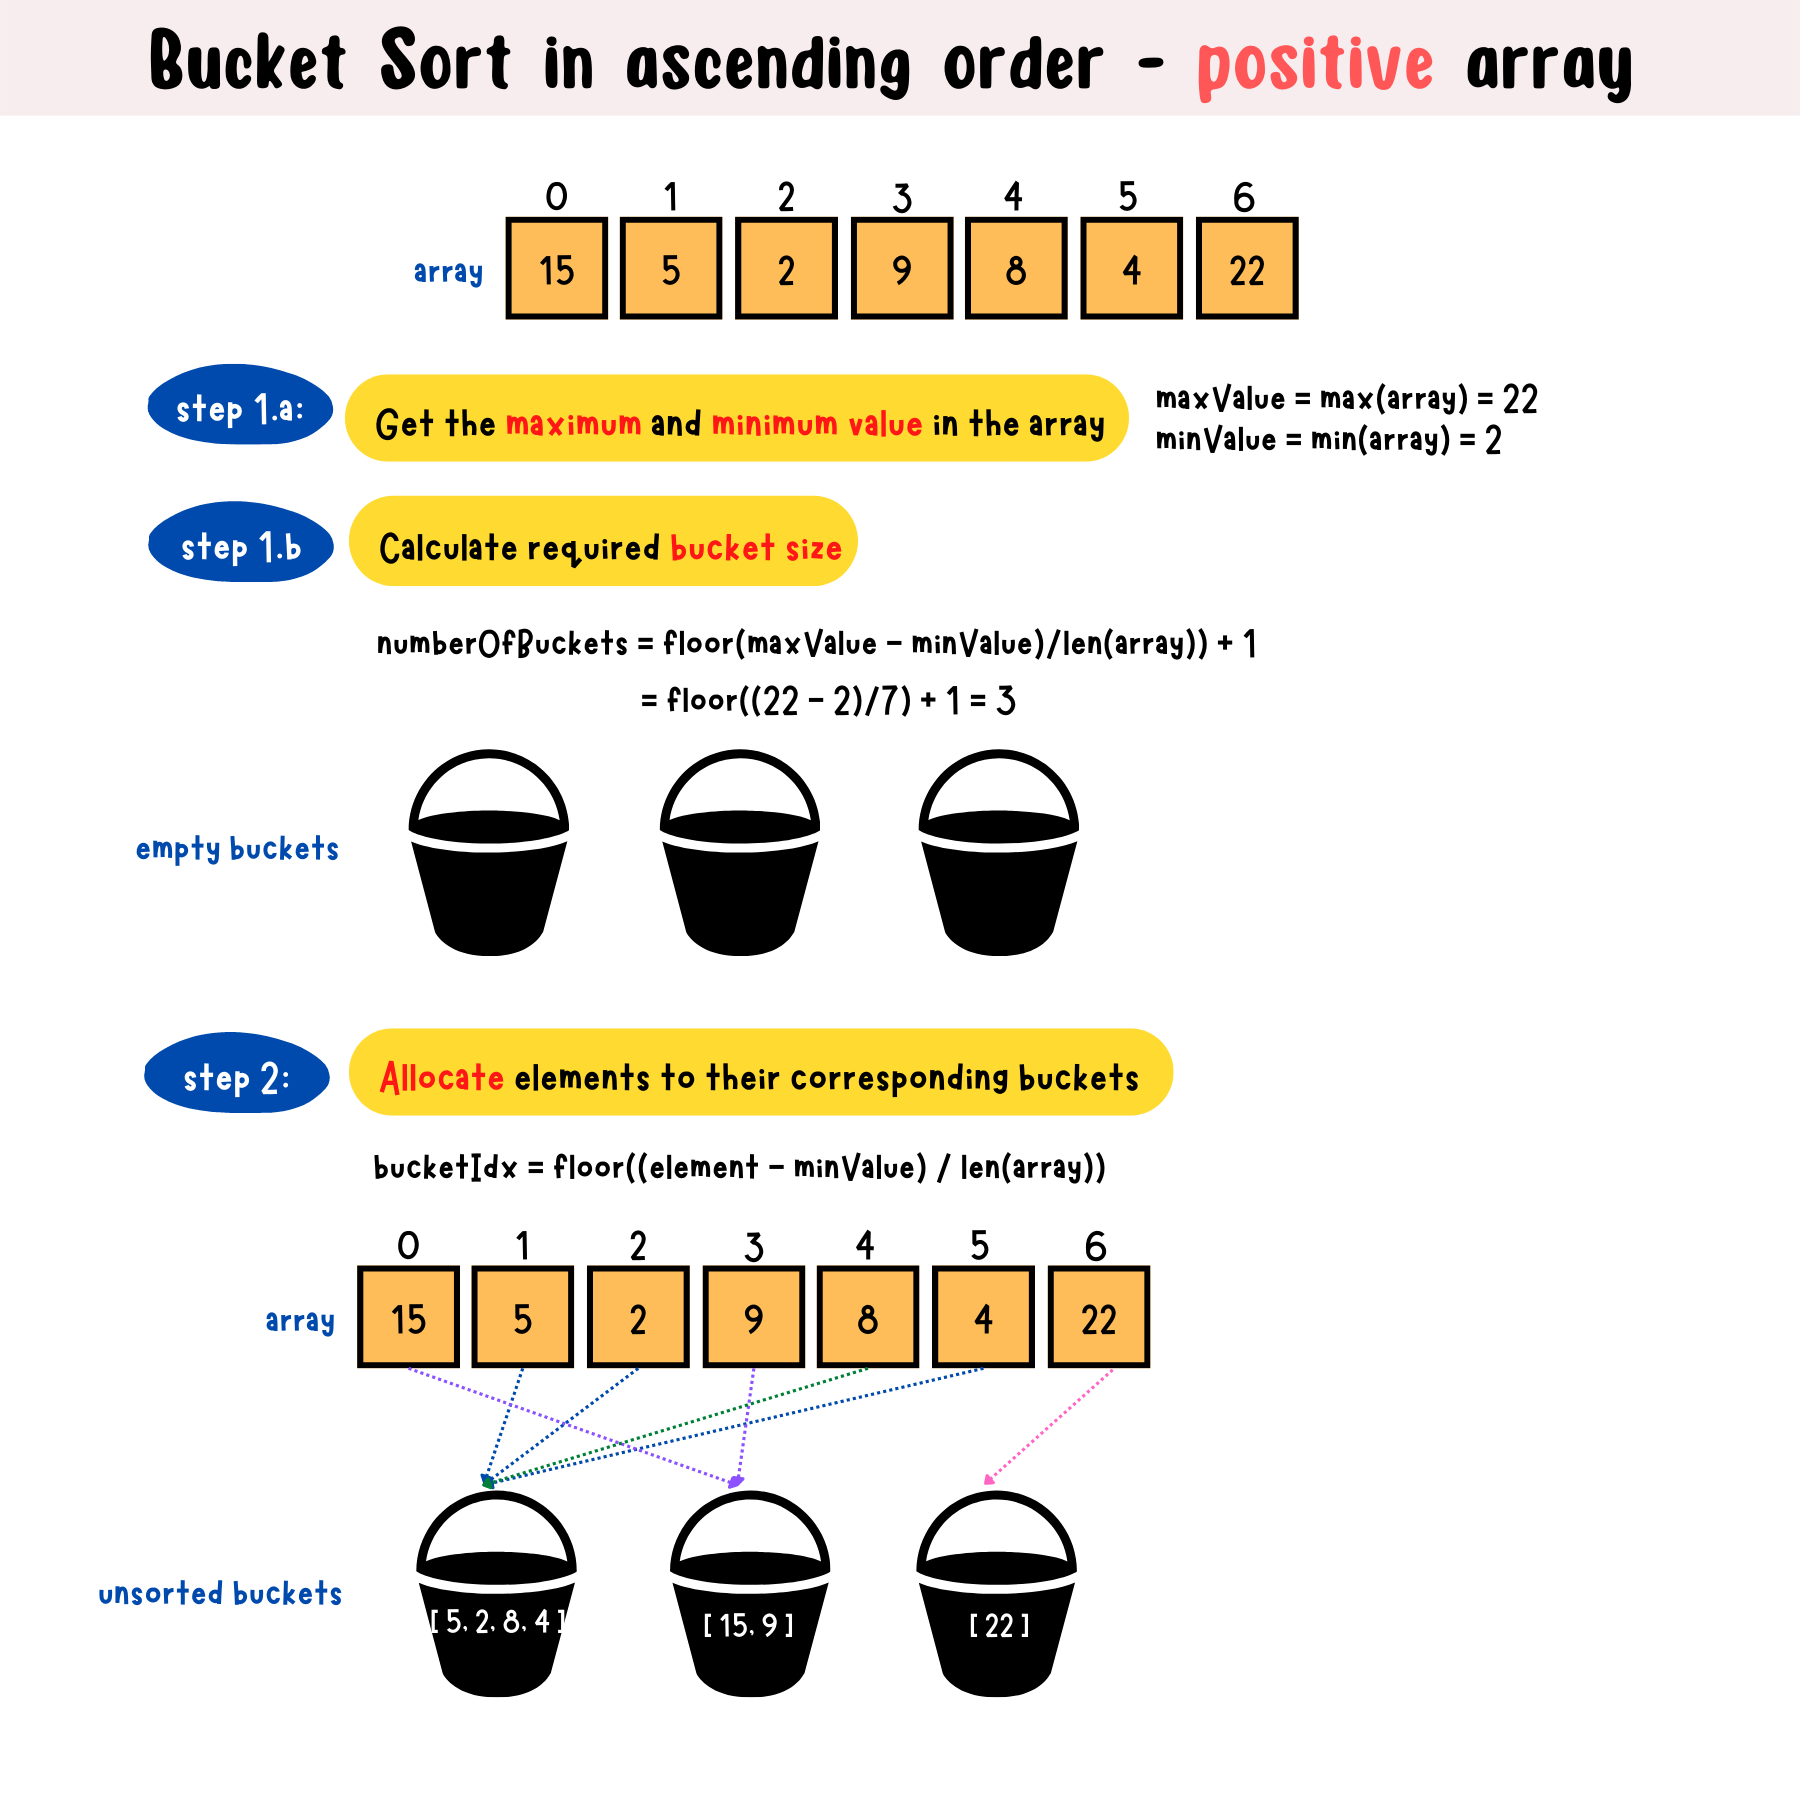 Bucket Sort in ascending order - positive array
0 1 2 3 4 5 6
array 15 5 2 9 8 4 22
step 1.a: Get the maximum and minimum value in the array
maxValue = max(array) = 22
minValue = min(array) = 2
step 1.b Calculate required bucket size
numberOfBuckets = floor(maxValue - minValue)/len(array)) + 1
= floor((22 - 2)/7) + 1 = 3
empty buckets
step 2: Allocate elements to their corresponding buckets
bucketIdx = floor((element - minValue) / len(array))
0 1 2 3 4 5 6
array 15 5 2 9 8 4 22
unsorted buckets [ 5, 2, 8, 4 ] [ 15, 9 ] [ 22 ]